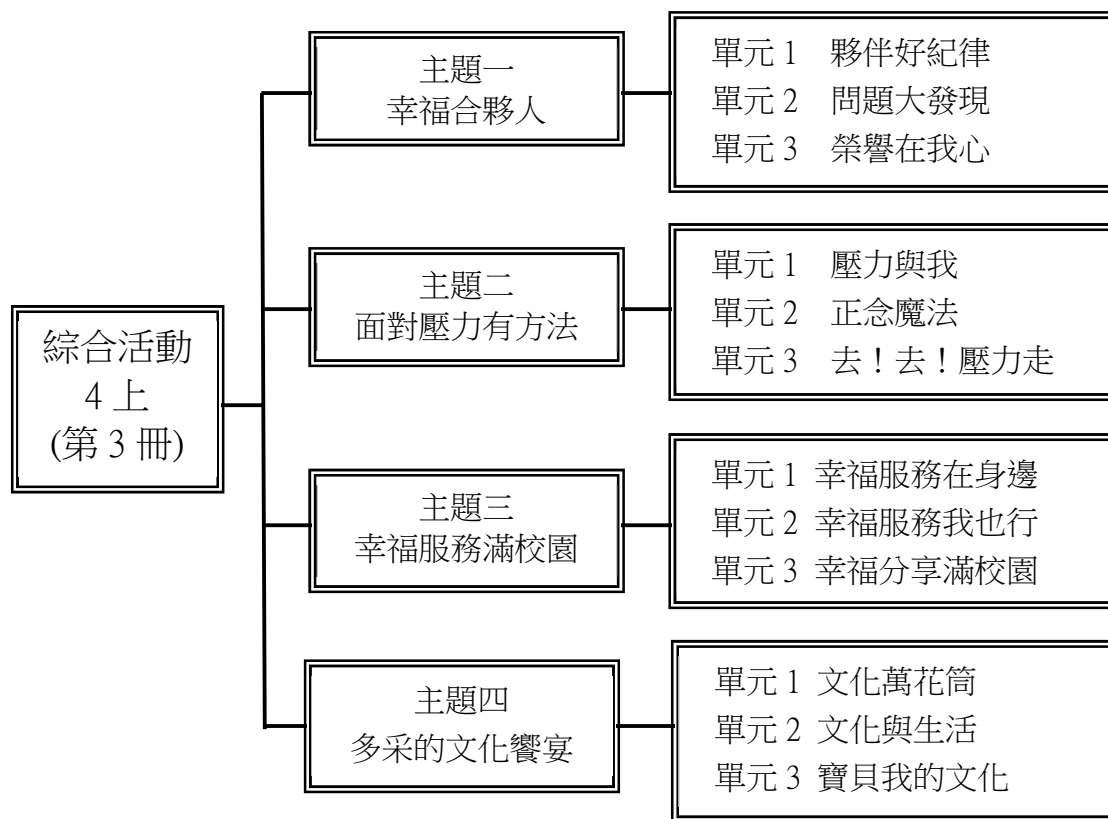 綜合活動
4 上
(第 3 冊)
主題一
幸福合夥人
單元 1 夥伴好紀律
單元 2 問題大發現
單元 3 榮譽在我心
主題二
面對壓力有方法
單元 1 壓力與我
單元 2 正念魔法
單元 3 去！去！壓力走
主題三
幸福服務滿校園
單元 1 幸福服務在身邊
單元 2 幸福服務我也行
單元 3 幸福分享滿校園
主題四
多采的文化饗宴
單元 1 文化萬花筒
單元 2 文化與生活
單元 3 寶貝我的文化